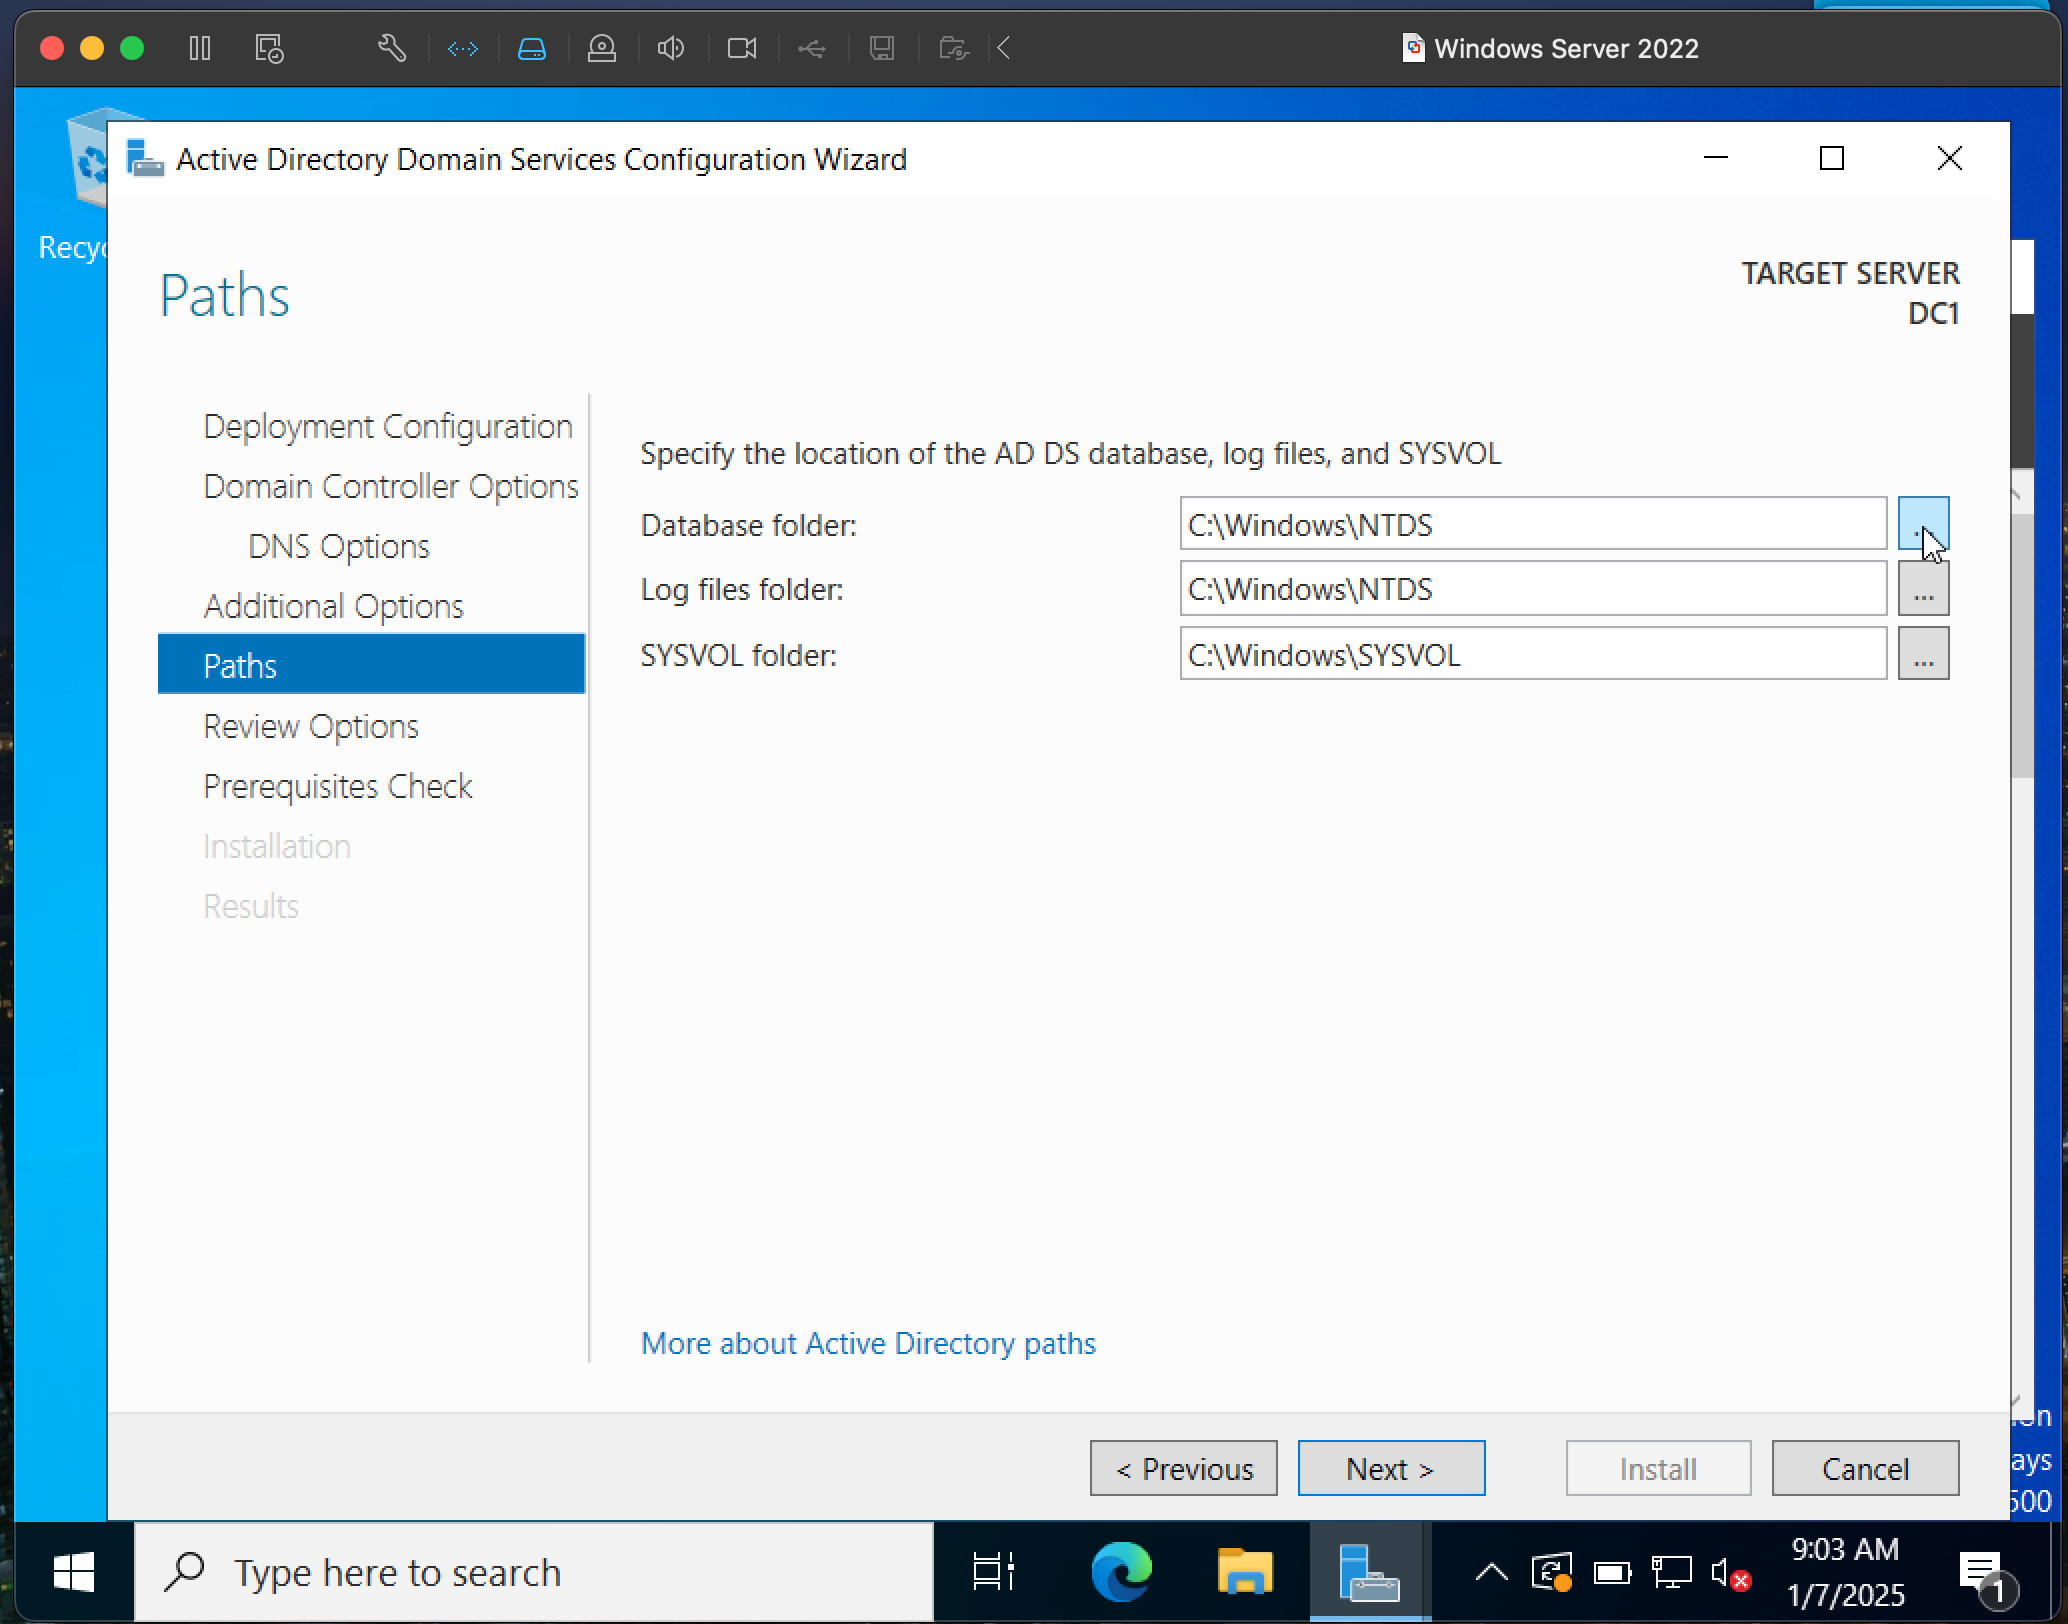 Windows Server 2022
Recyc
Active Directory Domain Services Configuration Wizard
Paths
TARGET SERVER
DC1
Deployment Configuration
Domain Controller Options
DNS Options
Additional Options
Paths
Review Options
Prerequisites Check
Installation
Results
Specify the location of the AD DS database, log files, and SYSVOL
Database folder: C:\Windows\NTDS ...
Log files folder: C:\Windows\NTDS ...
SYSVOL folder: C:\Windows\SYSVOL ...
More about Active Directory paths
< Previous Next > Install Cancel
ays
500
Type here to search
9:03 AM
1/7/2025
1